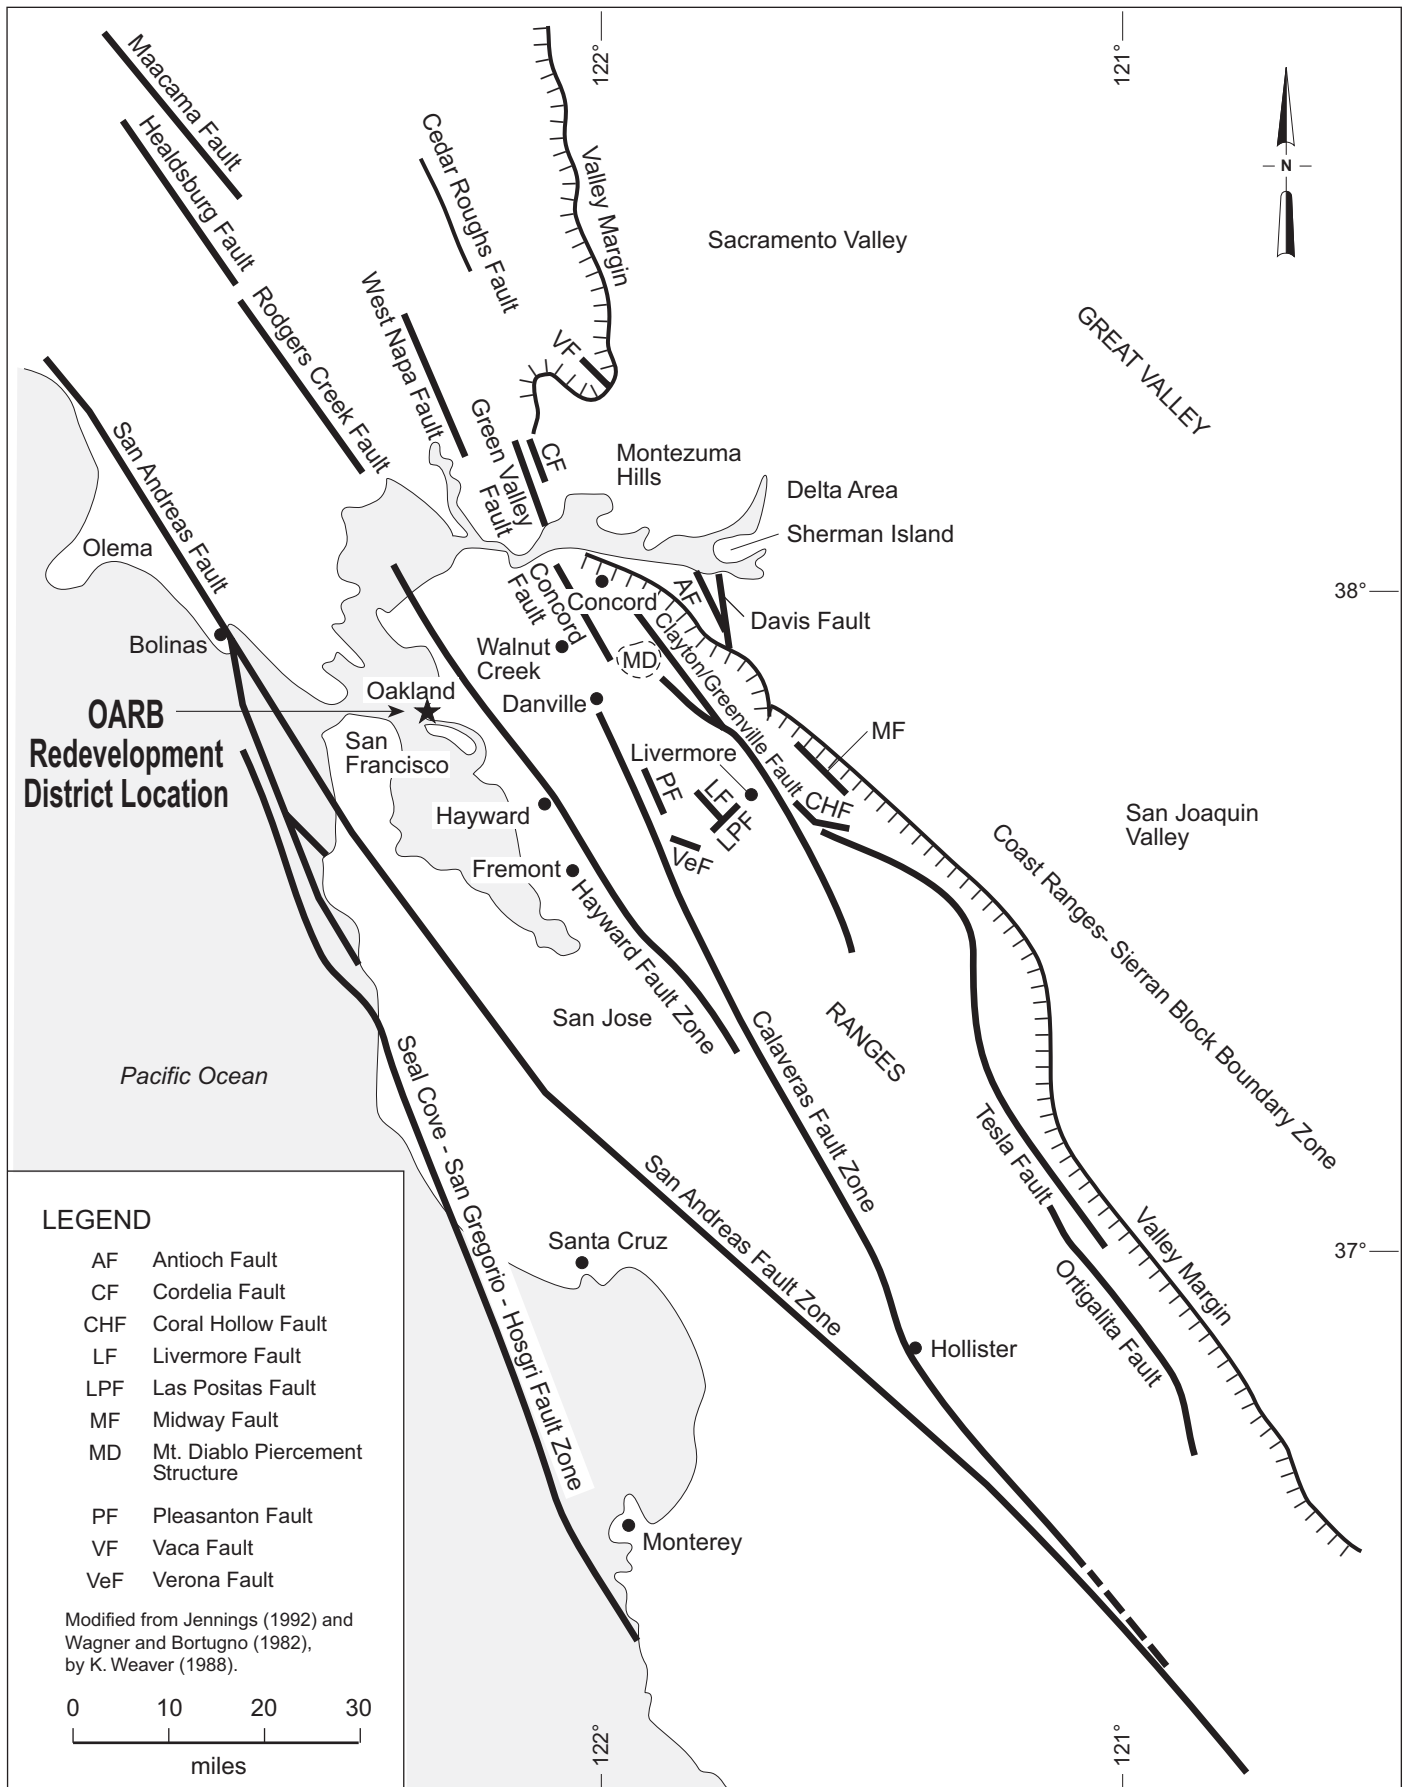 122°
121°
Maacama Fault
Healdsburg Fault
Cedar Roughs Fault
Valley Margin
N
Sacramento Valley
Rodgers Creek Fault
West Napa Fault
VF
GREAT VALLEY
San Andreas Fault
Green Valley
Fault
CF
Montezuma
Hills
Delta Area
Sherman Island
Olema
Concord
Fault
Concord
AF
Davis Fault
38°
Bolinas
Walnut
Creek
MD
Clayton/Greenville Fault
Oakland
Danville
OARB
Redevelopment
District Location
San
Francisco
Livermore
MF
PF
LF
LPF
CHF
VeF
Hayward
San Joaquin
Valley
Fremont
Hayward Fault Zone
Coast Ranges- Sierran Block Boundary Zone
San Jose
RANGES
Calaveras Fault Zone
Pacific Ocean
Seal Cove - San Gregorio - Hosgri Fault Zone
Tesla Fault
San Andreas Fault Zone
Valley Margin
Santa Cruz
37°
Ortigalita Fault
Hollister
Monterey
LEGEND
AF Antioch Fault
CF Cordelia Fault
CHF Coral Hollow Fault
LF Livermore Fault
LPF Las Positas Fault
MF Midway Fault
MD Mt. Diablo Piercement
Structure
PF Pleasanton Fault
VF Vaca Fault
VeF Verona Fault
Modified from Jennings (1992) and
Wagner and Bortugno (1982),
by K. Weaver (1988).
0 10 20 30
miles
122°
121°